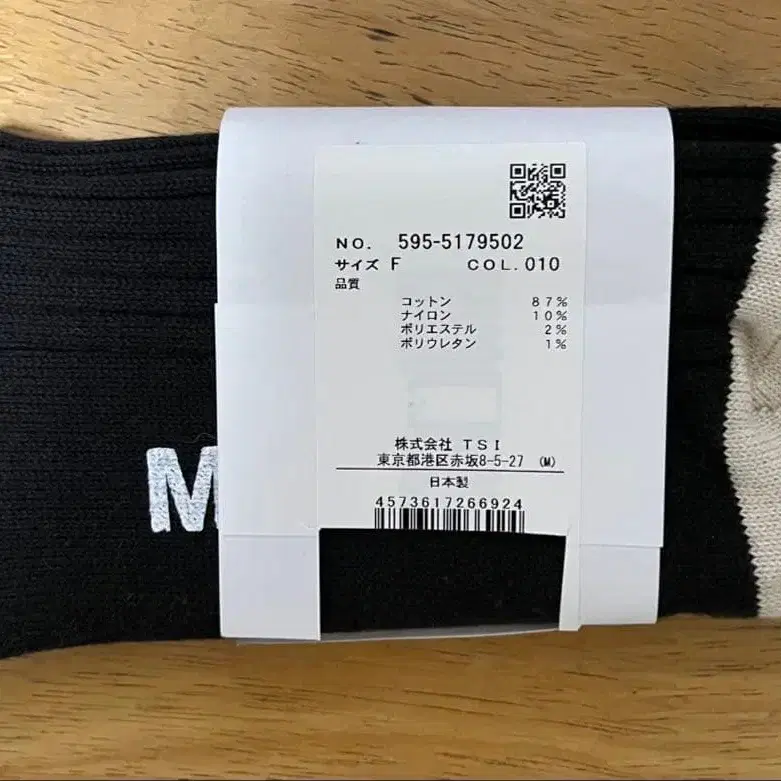 NO. 595-5179502
サイズ F COL.010
品質
コットン 87%
ナイロン 10%
ポリエステル 2%
ポリウレタン 1%
M
株式会社 TSI
東京都港区赤坂8-5-27 (M)
日本製
4573617266924